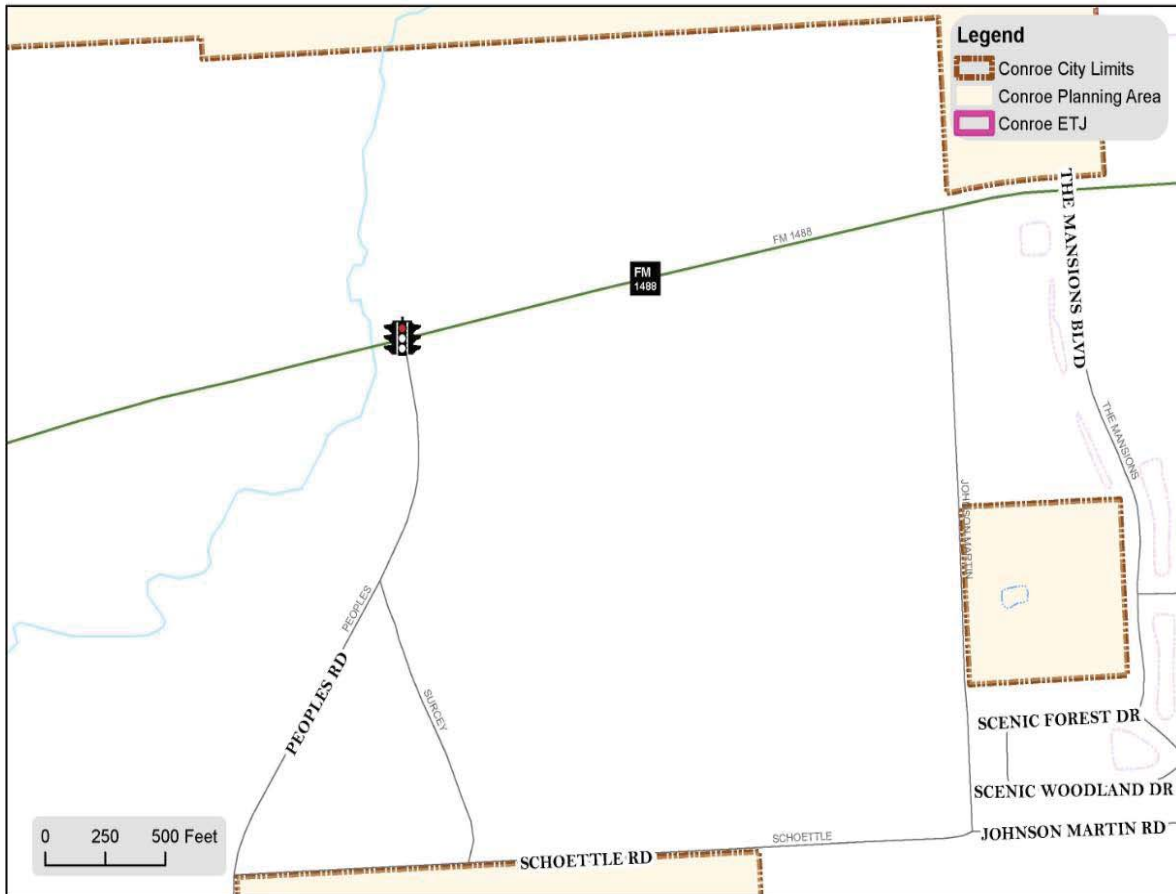 Legend
Conroe City Limits
Conroe Planning Area
Conroe ETJ
THE MANSIONS BLVD
FM 1488
FM
1488
THE MANSIONS
JOHNSON MARTIN
PEOPLES
PEOPLES RD
SURCEY
SCENIC FOREST DR
SCENIC WOODLAND DR
JOHNSON MARTIN RD
SCHOETTLE
SCHOETTLE RD
0 250 500 Feet